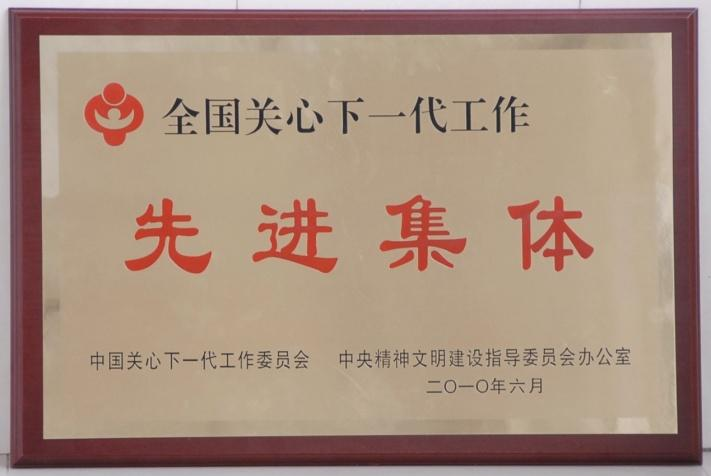 全国关心下一代工作
先进集体
中国关心下一代工作委员会 中央精神文明建设指导委员会办公室
二〇一〇年六月